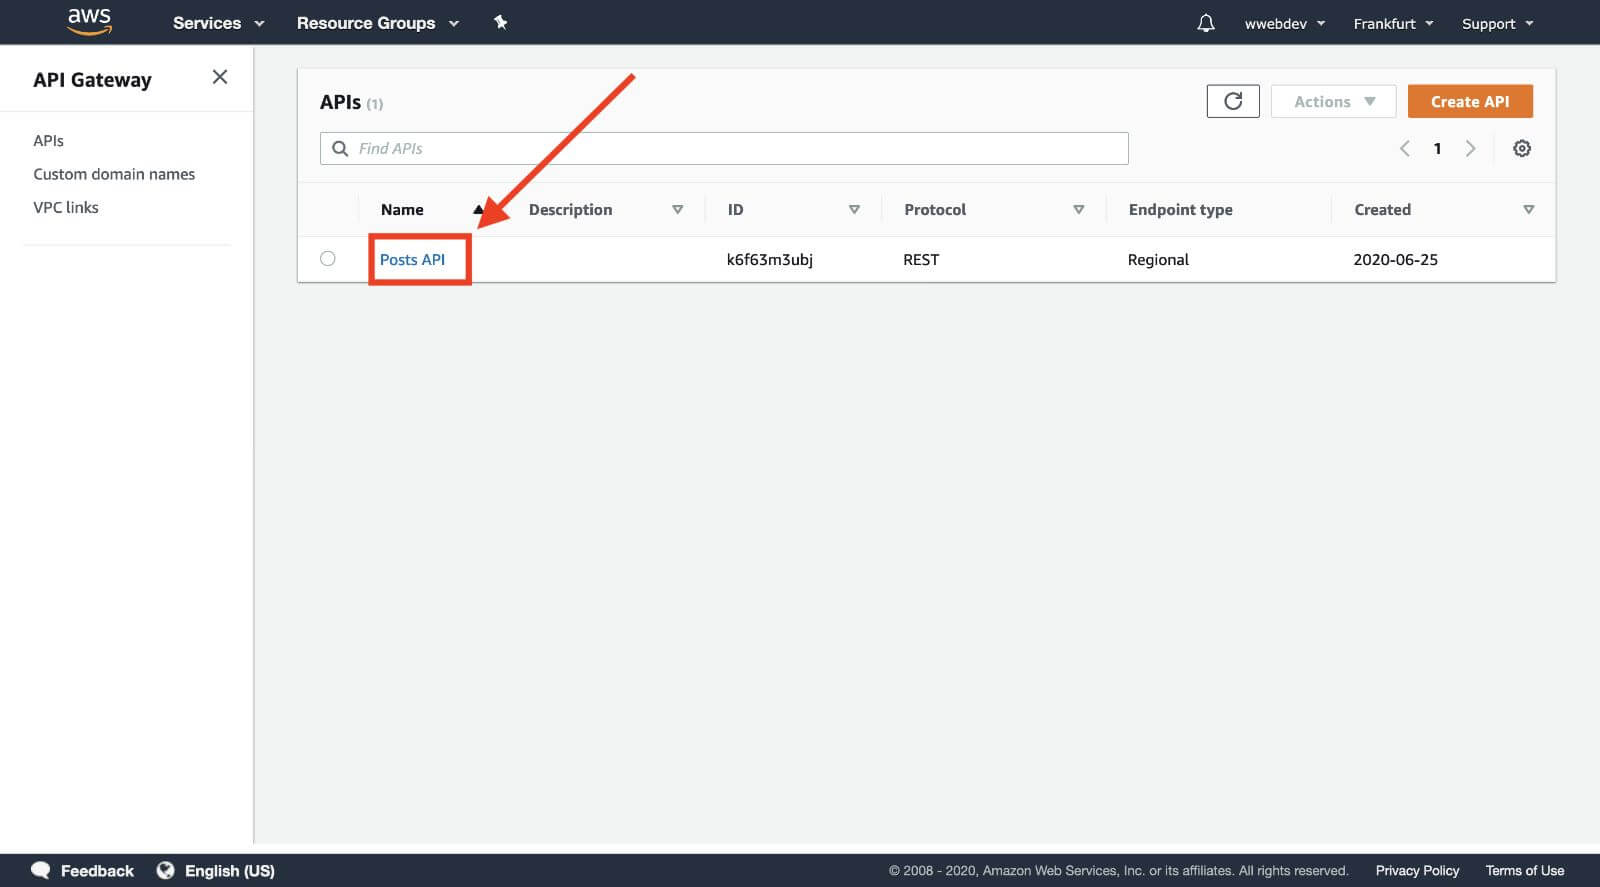 aws Services Resource Groups wwebdev Frankfurt Support
API Gateway
APIs
Custom domain names
VPC links
APIs (1)
Actions
Create API
Find APIs
1
Name Description ID Protocol Endpoint type Created
Posts API k6f63m3ubj REST Regional 2020-06-25
Feedback English (US) © 2008 - 2020, Amazon Web Services, Inc. or its affiliates. All rights reserved. Privacy Policy Terms of Use